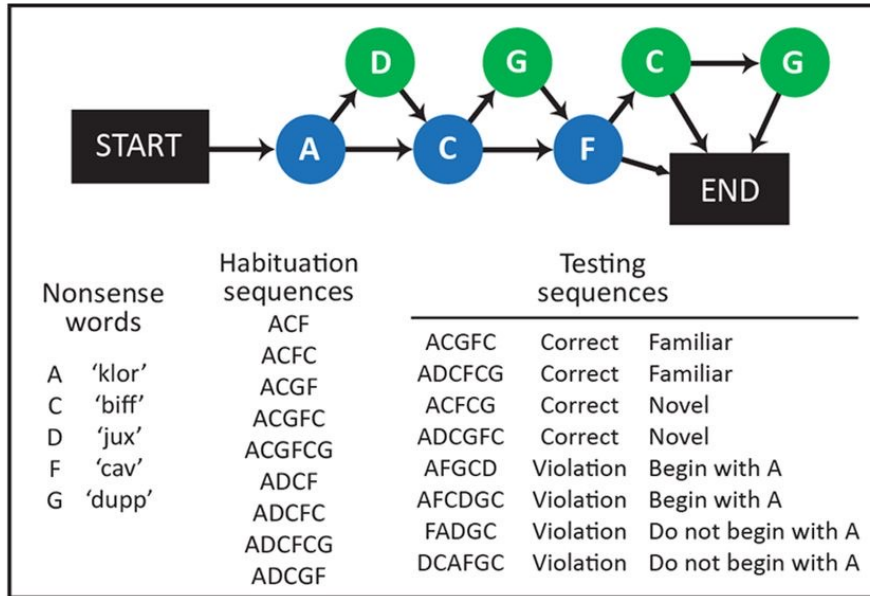 D G C G
START A C F
END
Nonsense
words
A 'klor'
C 'biff'
D 'jux'
F 'cav'
G 'dupp'
Habituation
sequences
ACF
ACFC
ACGF
ACGFC
ACGFCG
ADCF
ADCFC
ADCFCG
ADCGF
Testing
sequences
ACGFC Correct Familiar
ADCFCG Correct Familiar
ACFCG Correct Novel
ADCGFC Correct Novel
AFGCD Violation Begin with A
AFCDGC Violation Begin with A
FADGC Violation Do not begin with A
DCAFGC Violation Do not begin with A